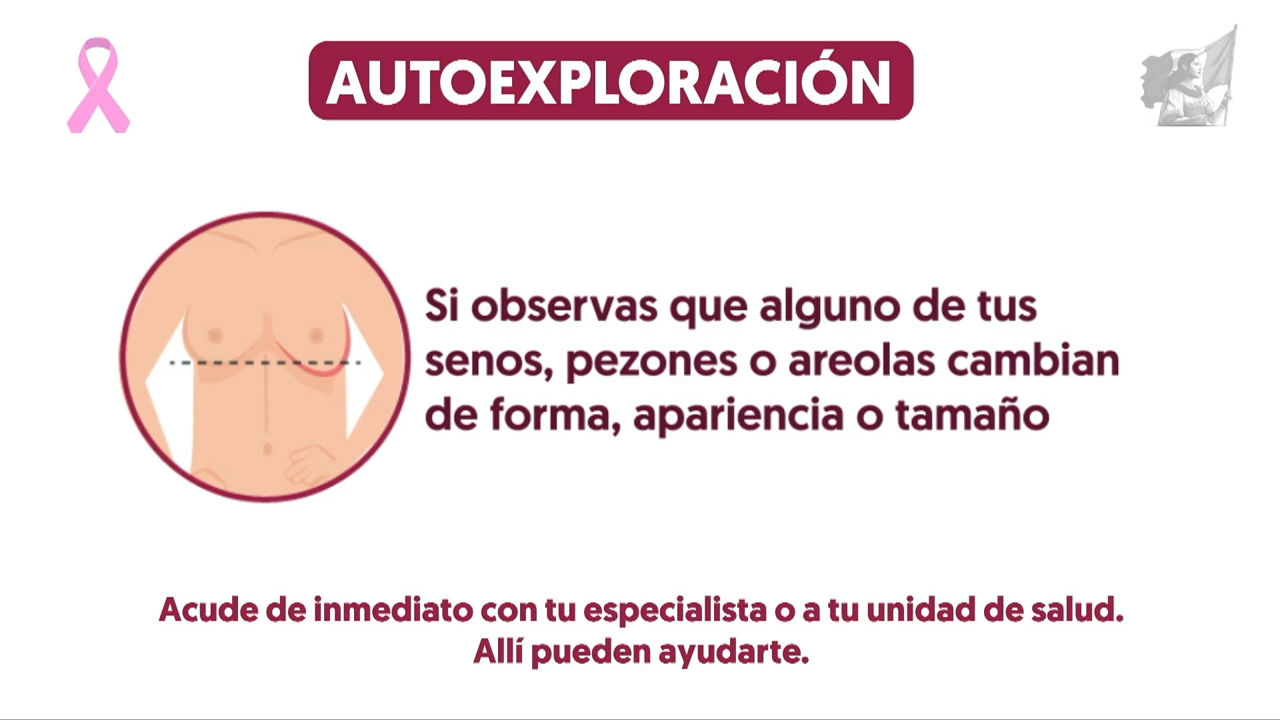 AUTOEXPLORACIÓN
Si observas que alguno de tus
senos, pezones o areolas cambian
de forma, apariencia o tamaño
Acude de inmediato con tu especialista o a tu unidad de salud.
Allí pueden ayudarte.